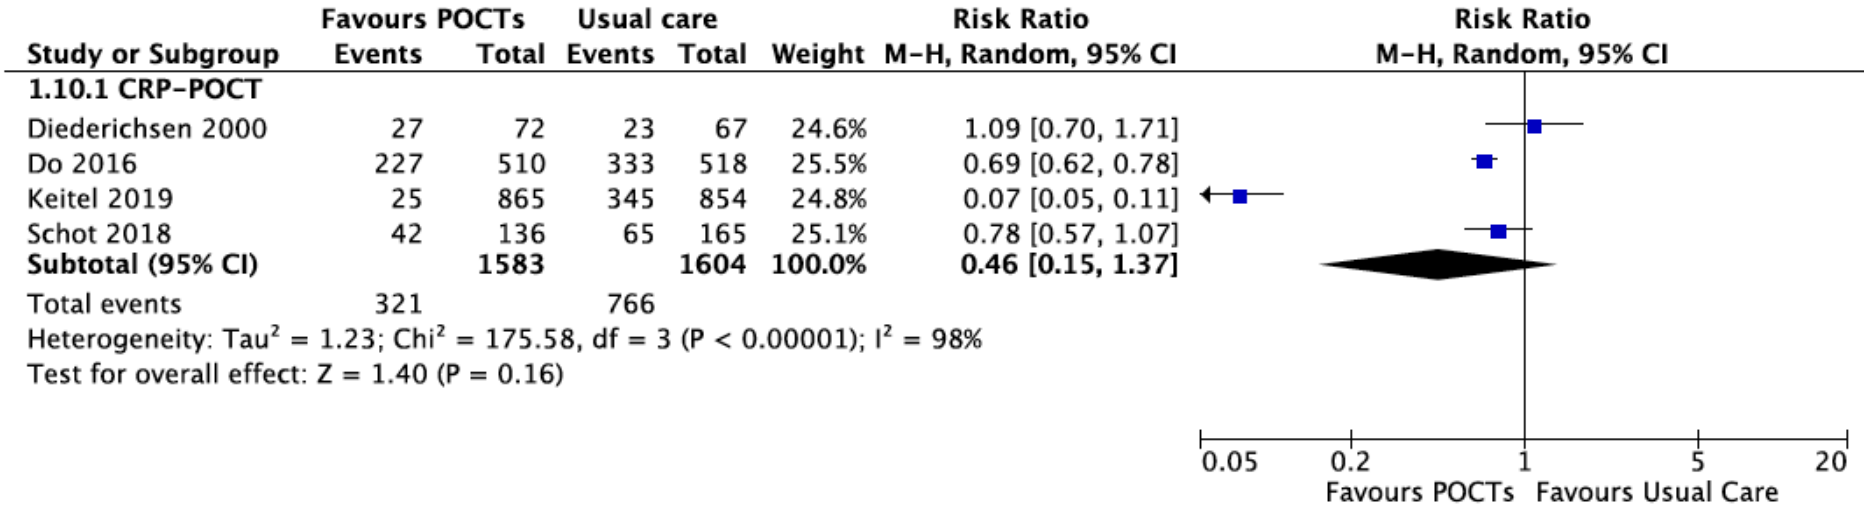 Favours POCTs Usual care Risk Ratio Risk Ratio
Study or Subgroup Events Total Events Total Weight M-H, Random, 95% CI M-H, Random, 95% CI
1.10.1 CRP-POCT
Diederichsen 2000 27 72 23 67 24.6% 1.09 [0.70, 1.71]
Do 2016 227 510 333 518 25.5% 0.69 [0.62, 0.78]
Keitel 2019 25 865 345 854 24.8% 0.07 [0.05, 0.11]
Schot 2018 42 136 65 165 25.1% 0.78 [0.57, 1.07]
Subtotal (95% CI) 1583 1604 100.0% 0.46 [0.15, 1.37]
Total events 321 766
Heterogeneity: Tau² = 1.23; Chi² = 175.58, df = 3 (P < 0.00001); I² = 98%
Test for overall effect: Z = 1.40 (P = 0.16)
0.05 0.2 1 5 20
Favours POCTs Favours Usual Care